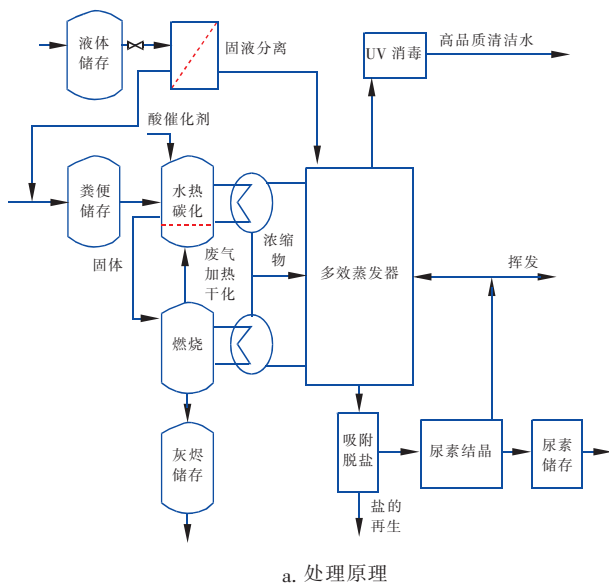 液体
储存
固液分离
UV 消毒
高品质清洁水
酸催化剂
粪便
储存
水热
碳化
固体
废气
加热
干化
浓缩
物
多效蒸发器
挥发
燃烧
灰烬
储存
吸附
脱盐
尿素结晶
尿素
储存
盐的
再生
a. 处理原理